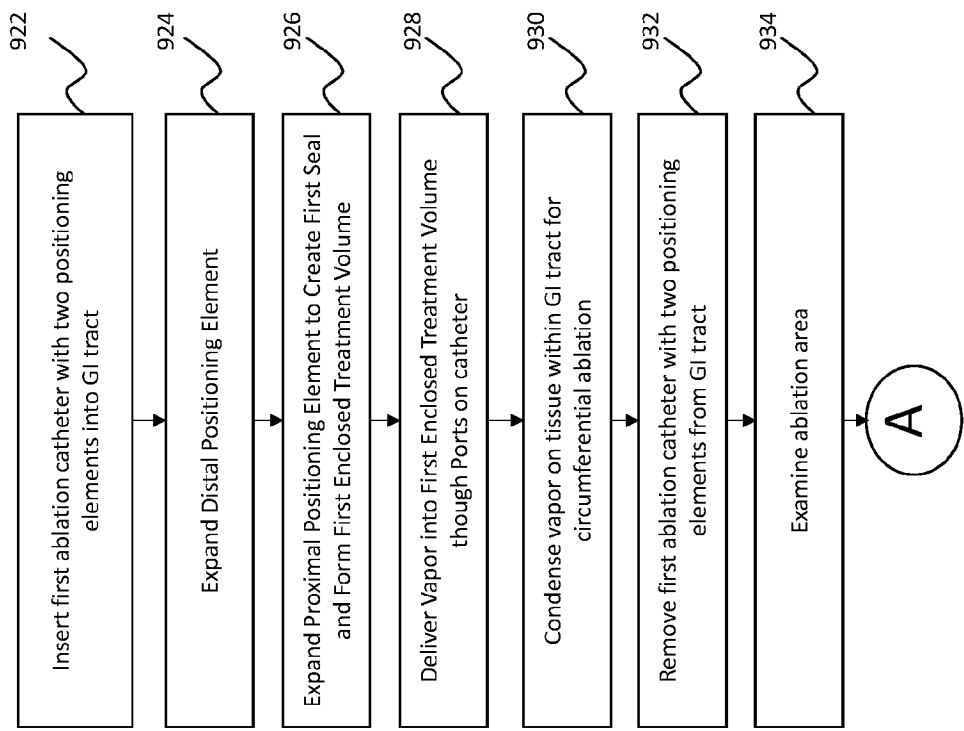 922
Insert first ablation catheter with two positioning
elements into GI tract
924
Expand Distal Positioning Element
926
Expand Proximal Positioning Element to Create First Seal
and Form First Enclosed Treatment Volume
928
Deliver Vapor into First Enclosed Treatment Volume
though Ports on catheter
930
Condense vapor on tissue within GI tract for
circumferential ablation
932
Remove first ablation catheter with two positioning
elements from GI tract
934
Examine ablation area
A